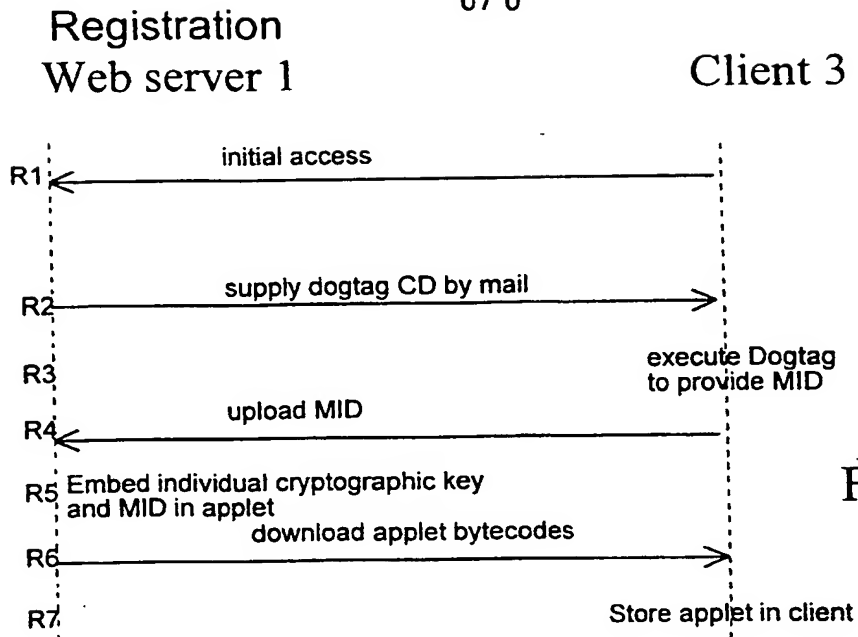 Registration
Web server 1
Client 3
R1
initial access
R2
supply dogtag CD by mail
R3
execute Dogtag
to provide MID
R4
upload MID
R5
Embed individual cryptographic key
and MID in applet
R6
download applet bytecodes
R7
Store applet in client